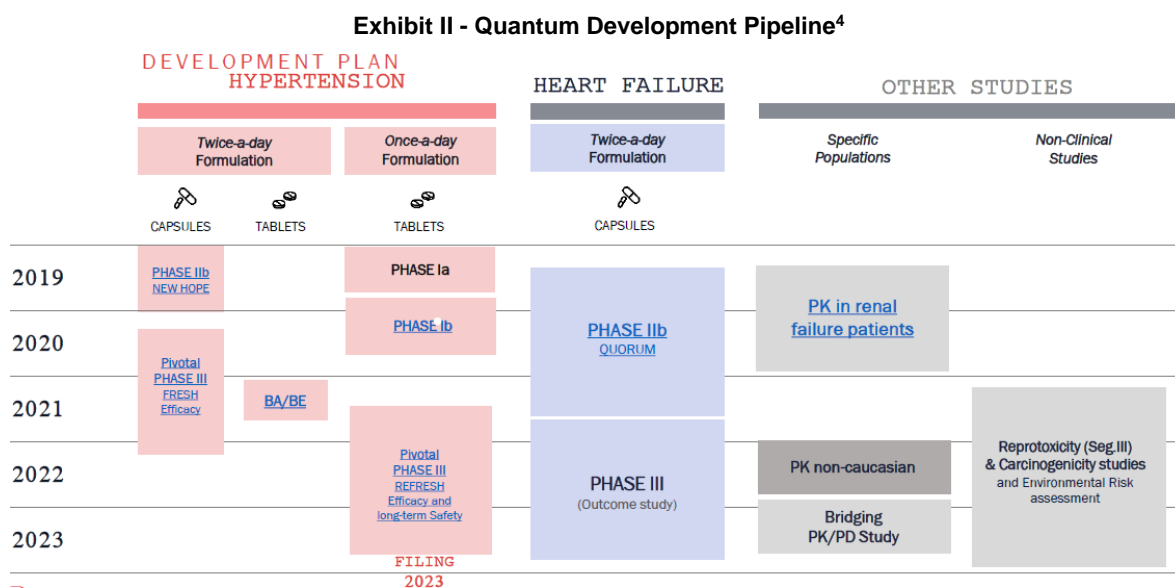 Exhibit II - Quantum Development Pipeline4
DEVELOPMENT PLAN
HYPERTENSION
HEART FAILURE
OTHER STUDIES
Twice-a-day
Formulation
Once-a-day
Formulation
Twice-a-day
Formulation
Specific
Populations
Non-Clinical
Studies
CAPSULES
TABLETS
TABLETS
CAPSULES
2019
PHASE IIb
NEW HOPE
PHASE Ia
PHASE Ib
PHASE IIb
QUORUM
PK in renal
failure patients
2020
Pivotal
PHASE III
FRESH
Efficacy
2021
BA/BE
Pivotal
PHASE III
REFRESH
Efficacy and
long-term Safety
2022
PHASE III
(Outcome study)
PK non-caucasian
Reprotoxicity (Seg.III)
& Carcinogenicity studies
and Environmental Risk
assessment
2023
Bridging
PK/PD Study
FILING
2023